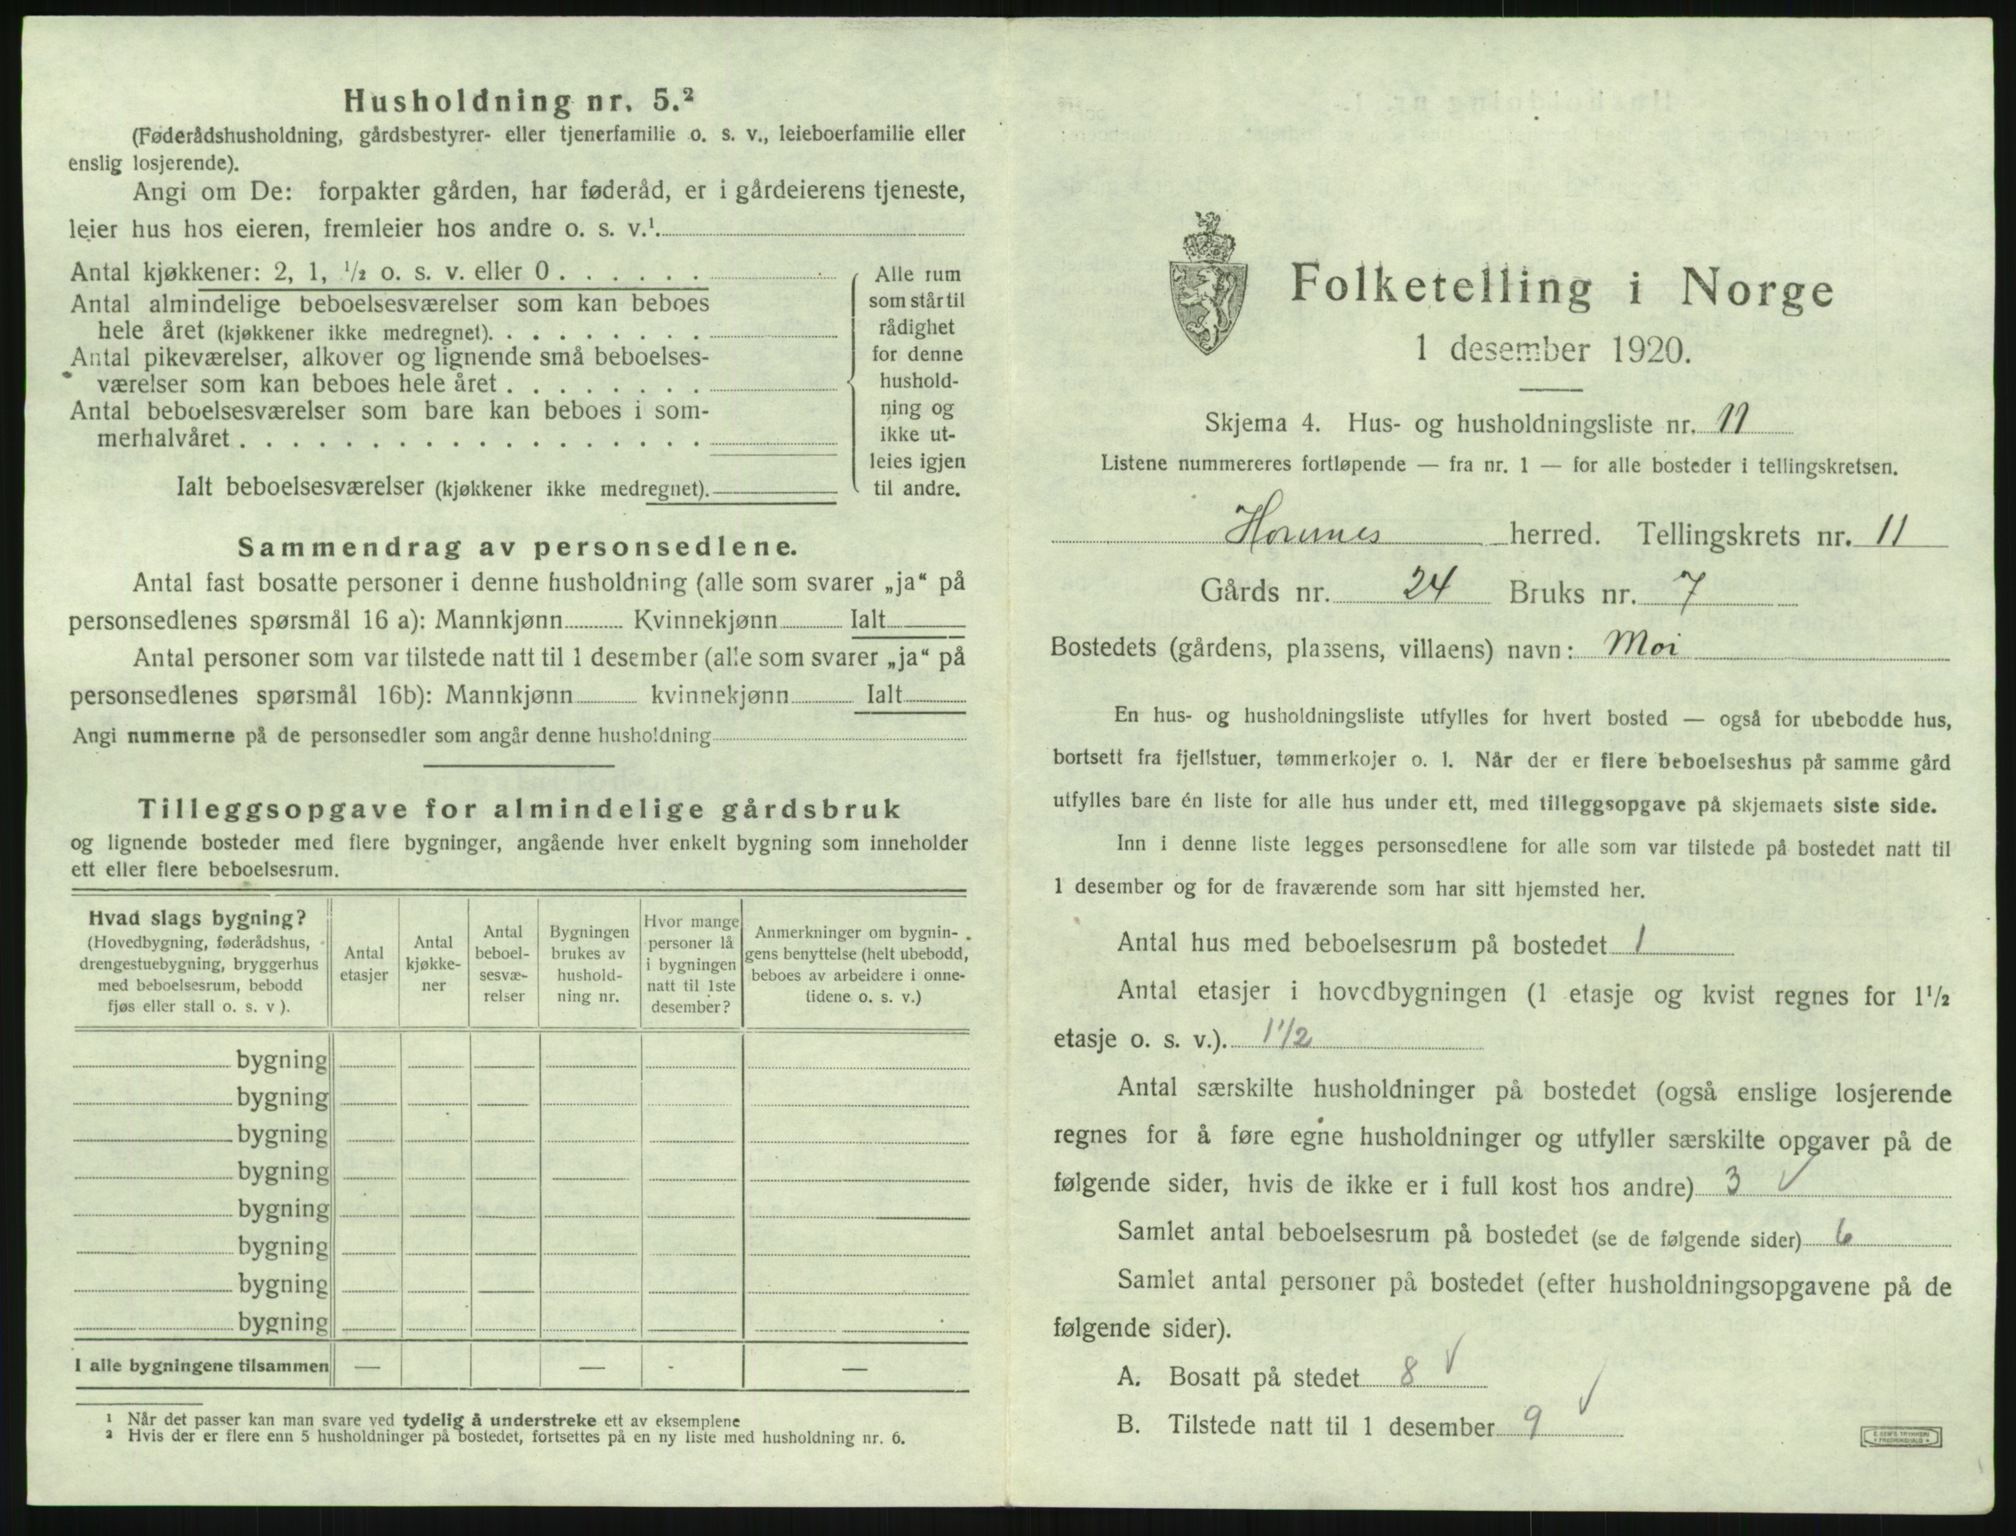 Husholdning nr. 5.²
(Føderådshusholdning, gårdsbestyrer- eller tjenerfamilie o. s. v., leieboerfamilie eller
enslig losjerende).
Angi om De: forpakter gården, har føderåd, er i gårdeierens tjeneste,
leier hus hos eieren, fremleier hos andre o. s. v.¹.
Antal kjøkkener: 2, 1, ½ o. s. v. eller 0 . . . . . .
Antal almindelige beboelsesværelser som kan beboes
hele året (kjøkkener ikke medregnet). . . . . . . . .
Antal pikeværelser, alkover og lignende små beboelses-
værelser som kan beboes hele året . . . . . . . .
Antal beboelsesværelser som bare kan beboes i som-
merhalvåret . . . . . . . . . . . . . . . . . .
Ialt beboelsesværelser (kjøkkener ikke medregnet).
Alle rum
som står til
rådighet
for denne
hushold-
ning og
ikke ut-
leies igjen
til andre.
Sammendrag av personsedlene.
Antal fast bosatte personer i denne husholdning (alle som svarer „ja“ på
personsedlenes spørsmål 16 a): Mannkjønn Kvinnekjønn Ialt
Antal personer som var tilstede natt til 1 desember (alle som svarer „ja“ på
personsedlenes spørsmål 16b): Mannkjønn kvinnekjønn Ialt
Angi nummerne på de personsedler som angår denne husholdning
Tilleggsopgave for almindelige gårdsbruk
og lignende bosteder med flere bygninger, angående hver enkelt bygning som inneholder
ett eller flere beboelsesrum.
Hvad slags bygning?
(Hovedbygning, føderådshus,
drengestuebygning, bryggerhus
med beboelsesrum, bebodd
fjøs eller stall o. s. v ).
Antal
etasjer
Antal
kjøkke-
ner
Antal
beboel-
sesvæ-
relser
Bygningen
brukes av
hushold-
ning nr.
Hvor mange
personer lå
i bygningen
natt til 1ste
desember?
Anmerkninger om bygnin-
gens benyttelse (helt ubebodd,
beboes av arbeidere i onne-
tidene o. s. v.)
bygning
bygning
bygning
bygning
bygning
bygning
bygning
bygning
I alle bygningene tilsammen — — - —
¹ Når det passer kan man svare ved tydelig å understreke ett av eksemplene
² Hvis der er flere enn 5 husholdninger på bostedet, fortsettes på en ny liste med husholdning nr. 6.
Folketelling i Norge
1 desember 1920.
Skjema 4. Hus- og husholdningsliste nr. 11
Listene nummereres fortløpende — fra nr. 1 — for alle bosteder i tellingskretsen.
Hornnes herred. Tellingskrets nr. 11
Gårds nr. 24 Bruks nr. 7
Bostedets (gårdens, plassens, villaens) navn: Moi
En hus- og husholdningsliste utfylles for hvert bosted — også for ubebodde hus,
bortsett fra fjellstuer, tømmerkojer o. l. Når der er flere beboelseshus på samme gård
utfylles bare én liste for alle hus under ett, med tilleggsopgave på skjemaets siste side.
Inn i denne liste legges personsedlene for alle som var tilstede på bostedet natt til
1 desember og for de fraværende som har sitt hjemsted her.
Antal hus med beboelsesrum på bostedet 1
Antal etasjer i hovedbygningen (1 etasje og kvist regnes for 1½
etasje o. s. v.). 1 1/2
Antal særskilte husholdninger på bostedet (også enslige losjerende
regnes for å føre egne husholdninger og utfyller særskilte opgaver på de
følgende sider, hvis de ikke er i full kost hos andre) 3 ✓
Samlet antal beboelsesrum på bostedet (se de følgende sider) 6
Samlet antal personer på bostedet (efter husholdningsopgavene på de
følgende sider).
A. Bosatt på stedet 8 ✓
B. Tilstede natt til 1 desember 9 ✓